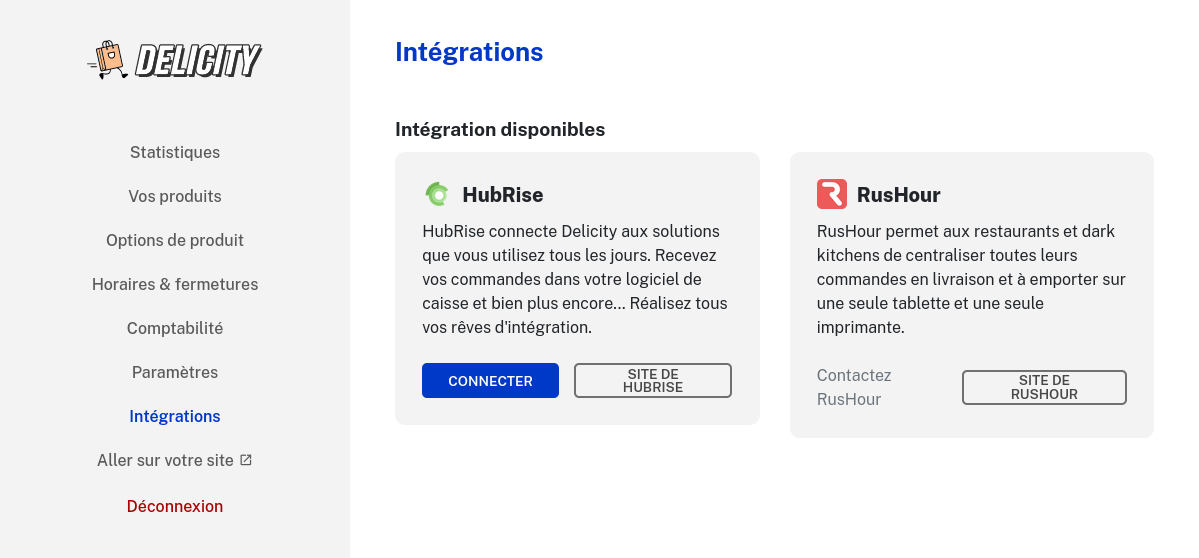 DELICITY
Statistiques
Vos produits
Options de produit
Horaires & fermetures
Comptabilité
Paramètres
Intégrations
Aller sur votre site
Déconnexion
Intégrations
Intégration disponibles
HubRise
HubRise connecte Delicity aux solutions
que vous utilisez tous les jours. Recevez
vos commandes dans votre logiciel de
caisse et bien plus encore... Réalisez tous
vos rêves d'intégration.
CONNECTER
SITE DE
HUBRISE
RusHour
RusHour permet aux restaurants et dark
kitchens de centraliser toutes leurs
commandes en livraison et à emporter sur
une seule tablette et une seule
imprimante.
Contactez
RusHour
SITE DE
RUSHOUR